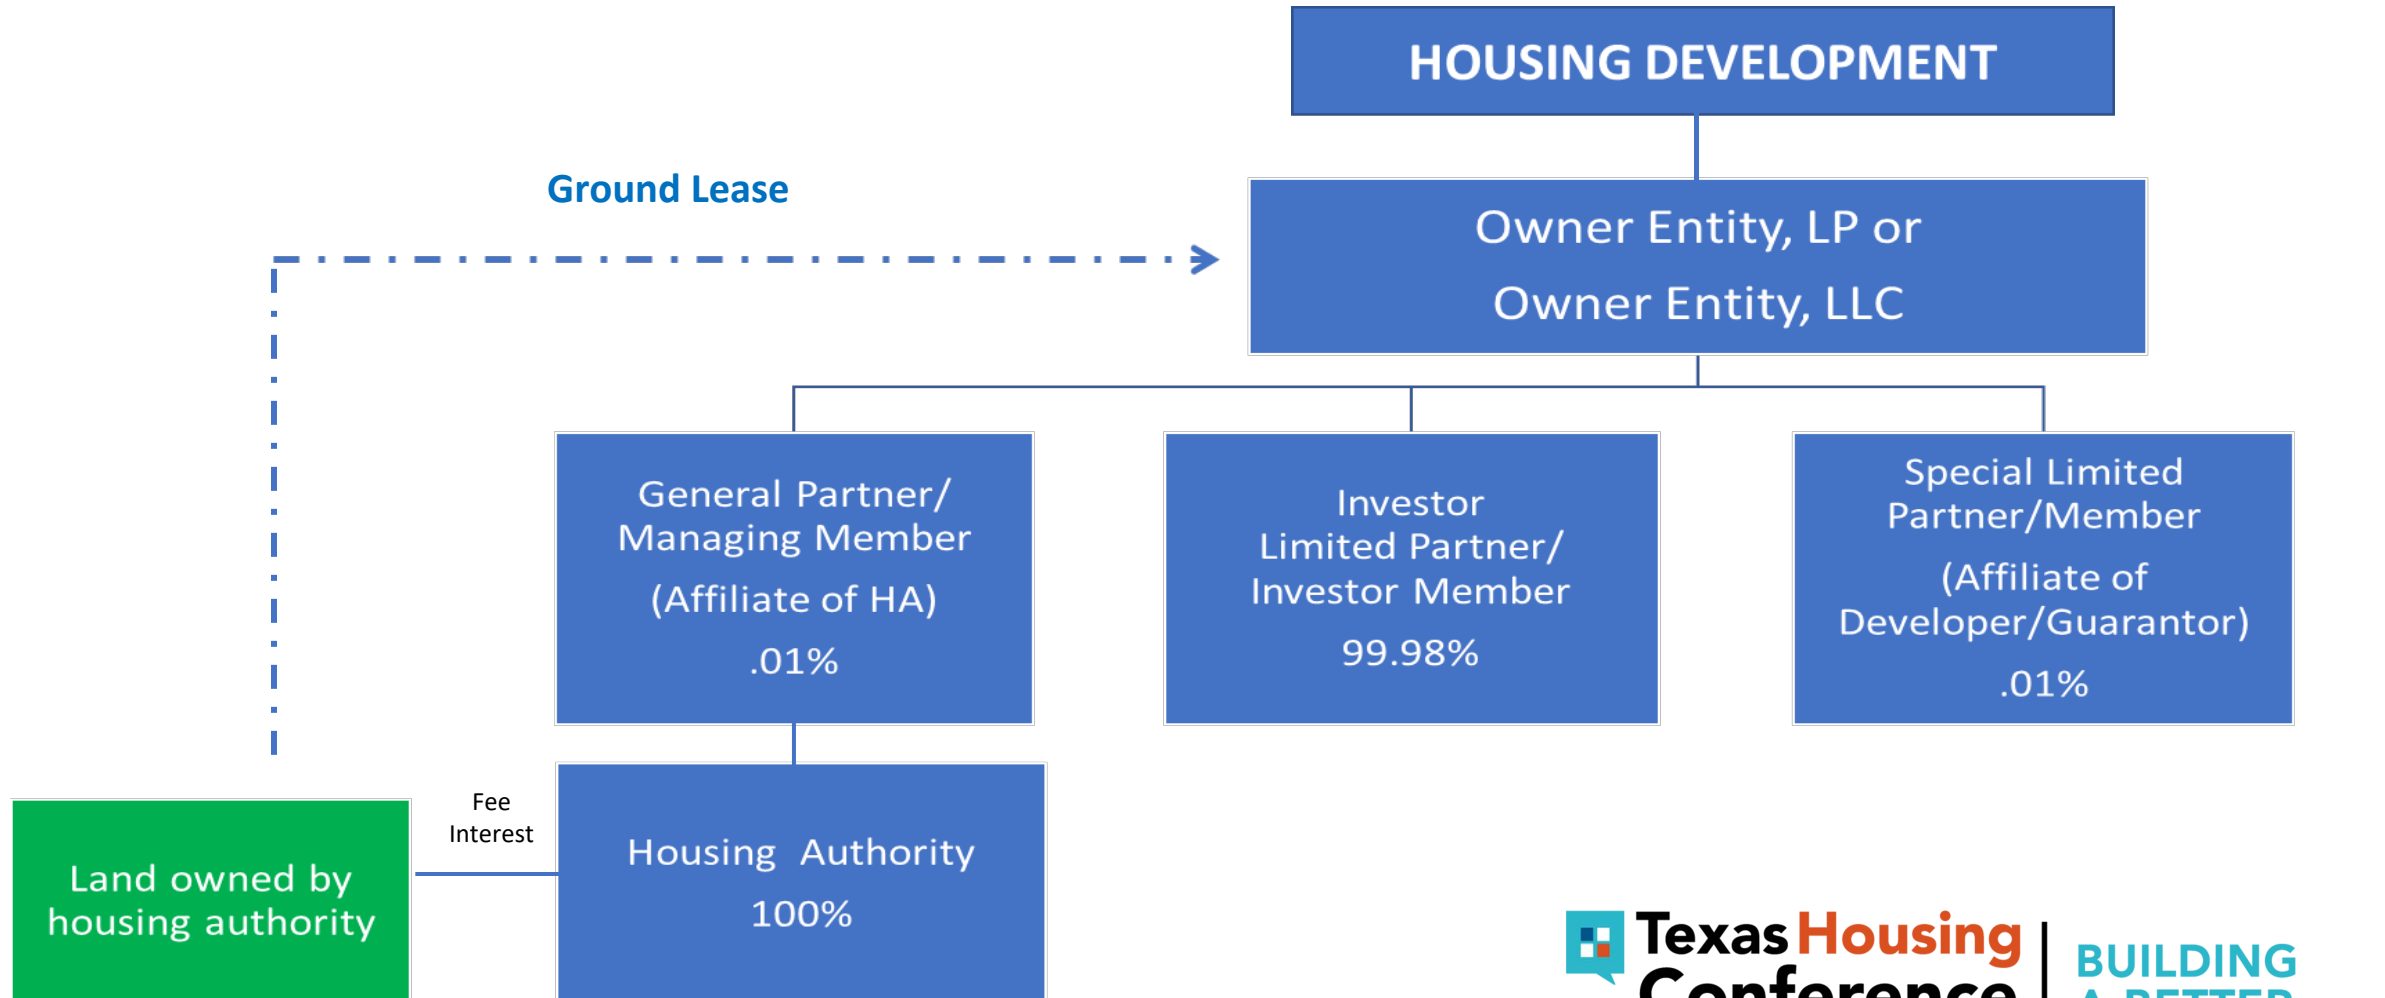 HOUSING DEVELOPMENT
Ground Lease
Owner Entity, LP or
Owner Entity, LLC
General Partner/
Managing Member
(Affiliate of HA)
.01%
Investor
Limited Partner/
Investor Member
99.98%
Special Limited
Partner/Member
(Affiliate of
Developer/Guarantor)
.01%
Fee
Interest
Land owned by
housing authority
Housing Authority
100%
Texas Housing
Conference
BUILDING
A BETTER